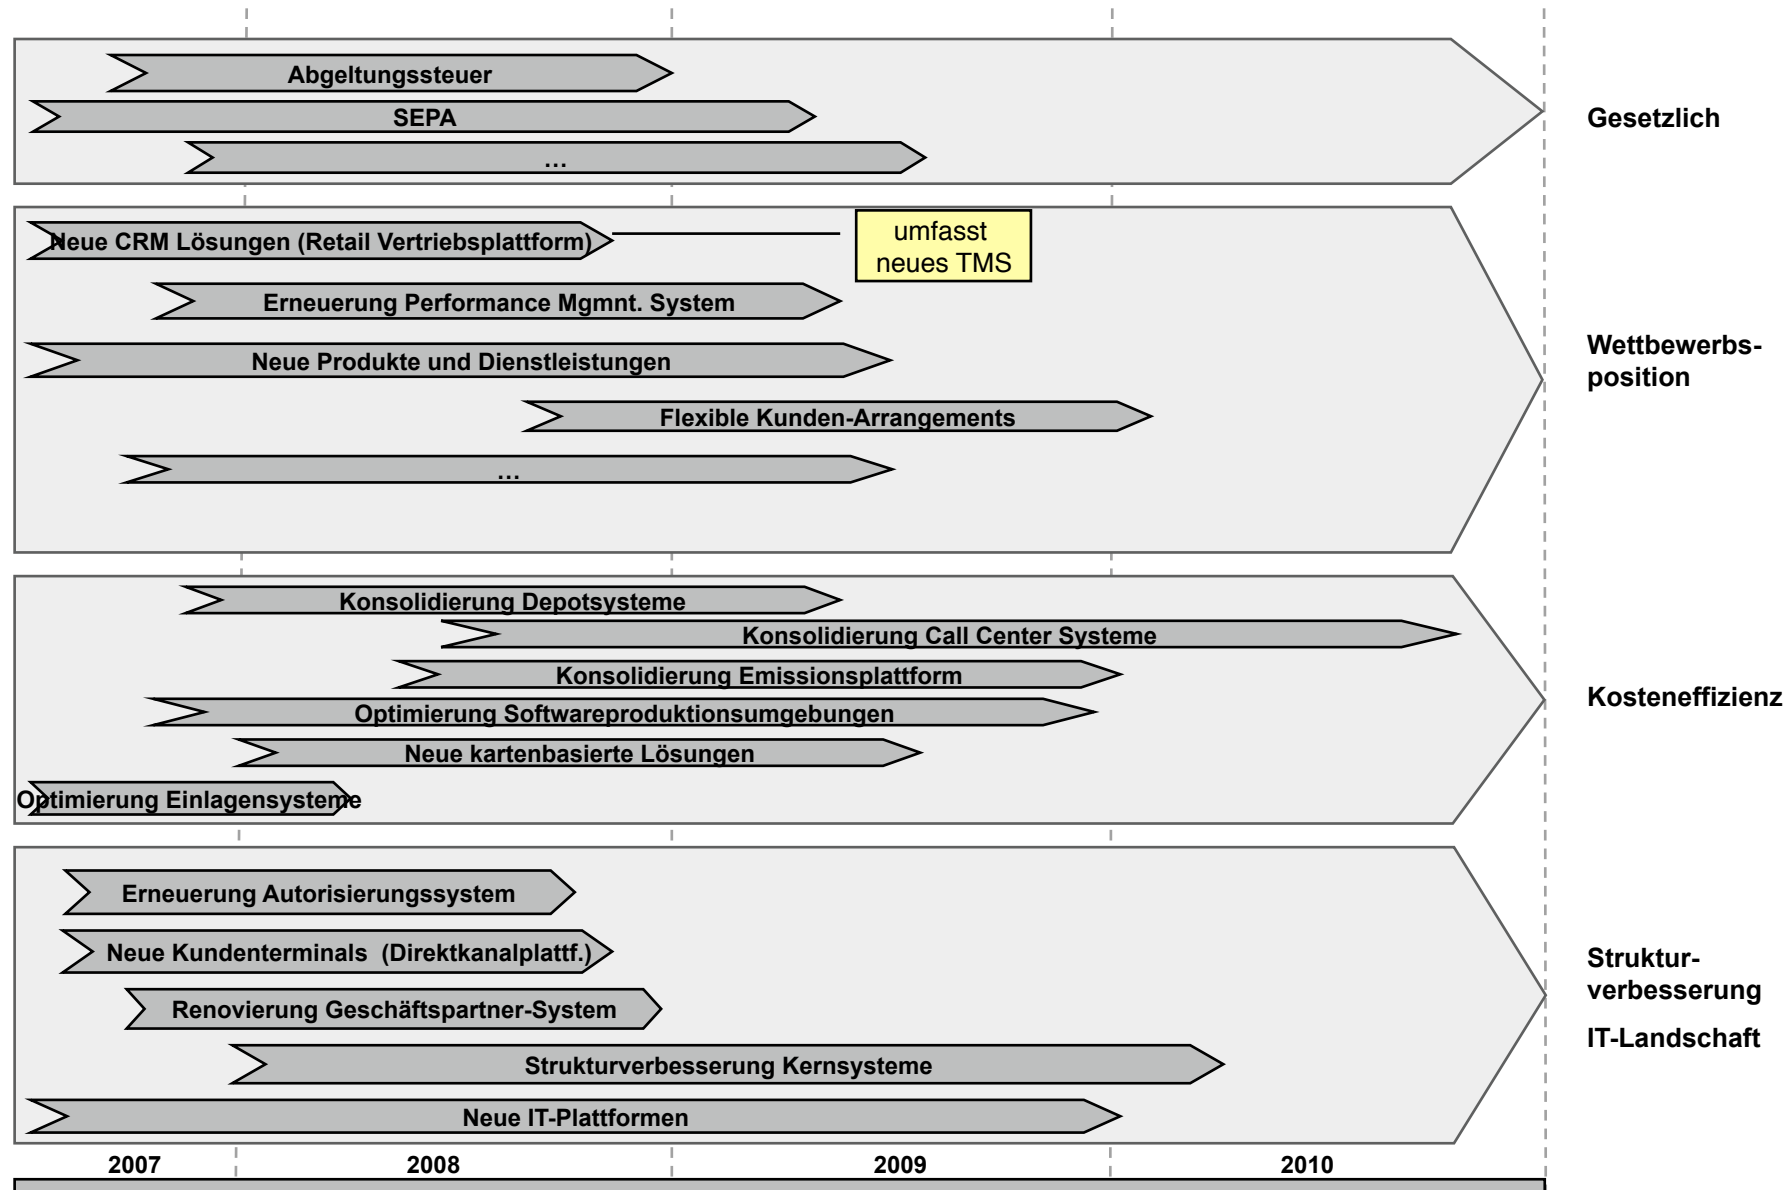 Abgeltungssteuer
SEPA
...
Gesetzlich
Neue CRM Lösungen (Retail Vertriebsplattform)
umfasst
neues TMS
Erneuerung Performance Mgmnt. System
Neue Produkte und Dienstleistungen
Flexible Kunden-Arrangements
...
Wettbewerbs-
position
Konsolidierung Depotsysteme
Konsolidierung Call Center Systeme
Konsolidierung Emissionsplattform
Optimierung Softwareproduktionsumgebungen
Neue kartenbasierte Lösungen
Optimierung Einlagensysteme
Kosteneffizienz
Erneuerung Autorisierungssystem
Neue Kundenterminals  (Direktkanalplattf.)
Renovierung Geschäftspartner-System
Strukturverbesserung Kernsysteme
Neue IT-Plattformen
Struktur-
verbesserung
IT-Landschaft
2007 2008 2009 2010